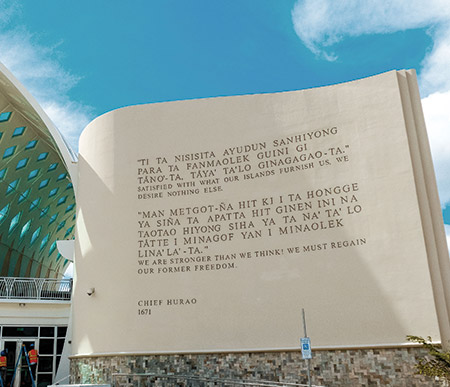 "TI TA NISISITA AYUDUN SANHIYONG
PARA TA FANMAOLEK GUINI GI
TÅNO'-TA. TÅYA' TA'LO GINAGAGAO-TA."
SATISFIED WITH WHAT OUR ISLANDS FURNISH US, WE
DESIRE NOTHING ELSE.
"MAN METGOT-ÑA HIT KI I TA HONGGE
YA SIÑA TA APATTA HIT GINEN INI NA
TAOTAO HIYONG SIHA YA TA NA' TA' LO
TÅTTE I MINAGOF YAN I MINAOLEK
LINA'LA'-TA."
WE ARE STRONGER THAN WE THINK! WE MUST REGAIN
OUR FORMER FREEDOM.
CHIEF HURAO
1671